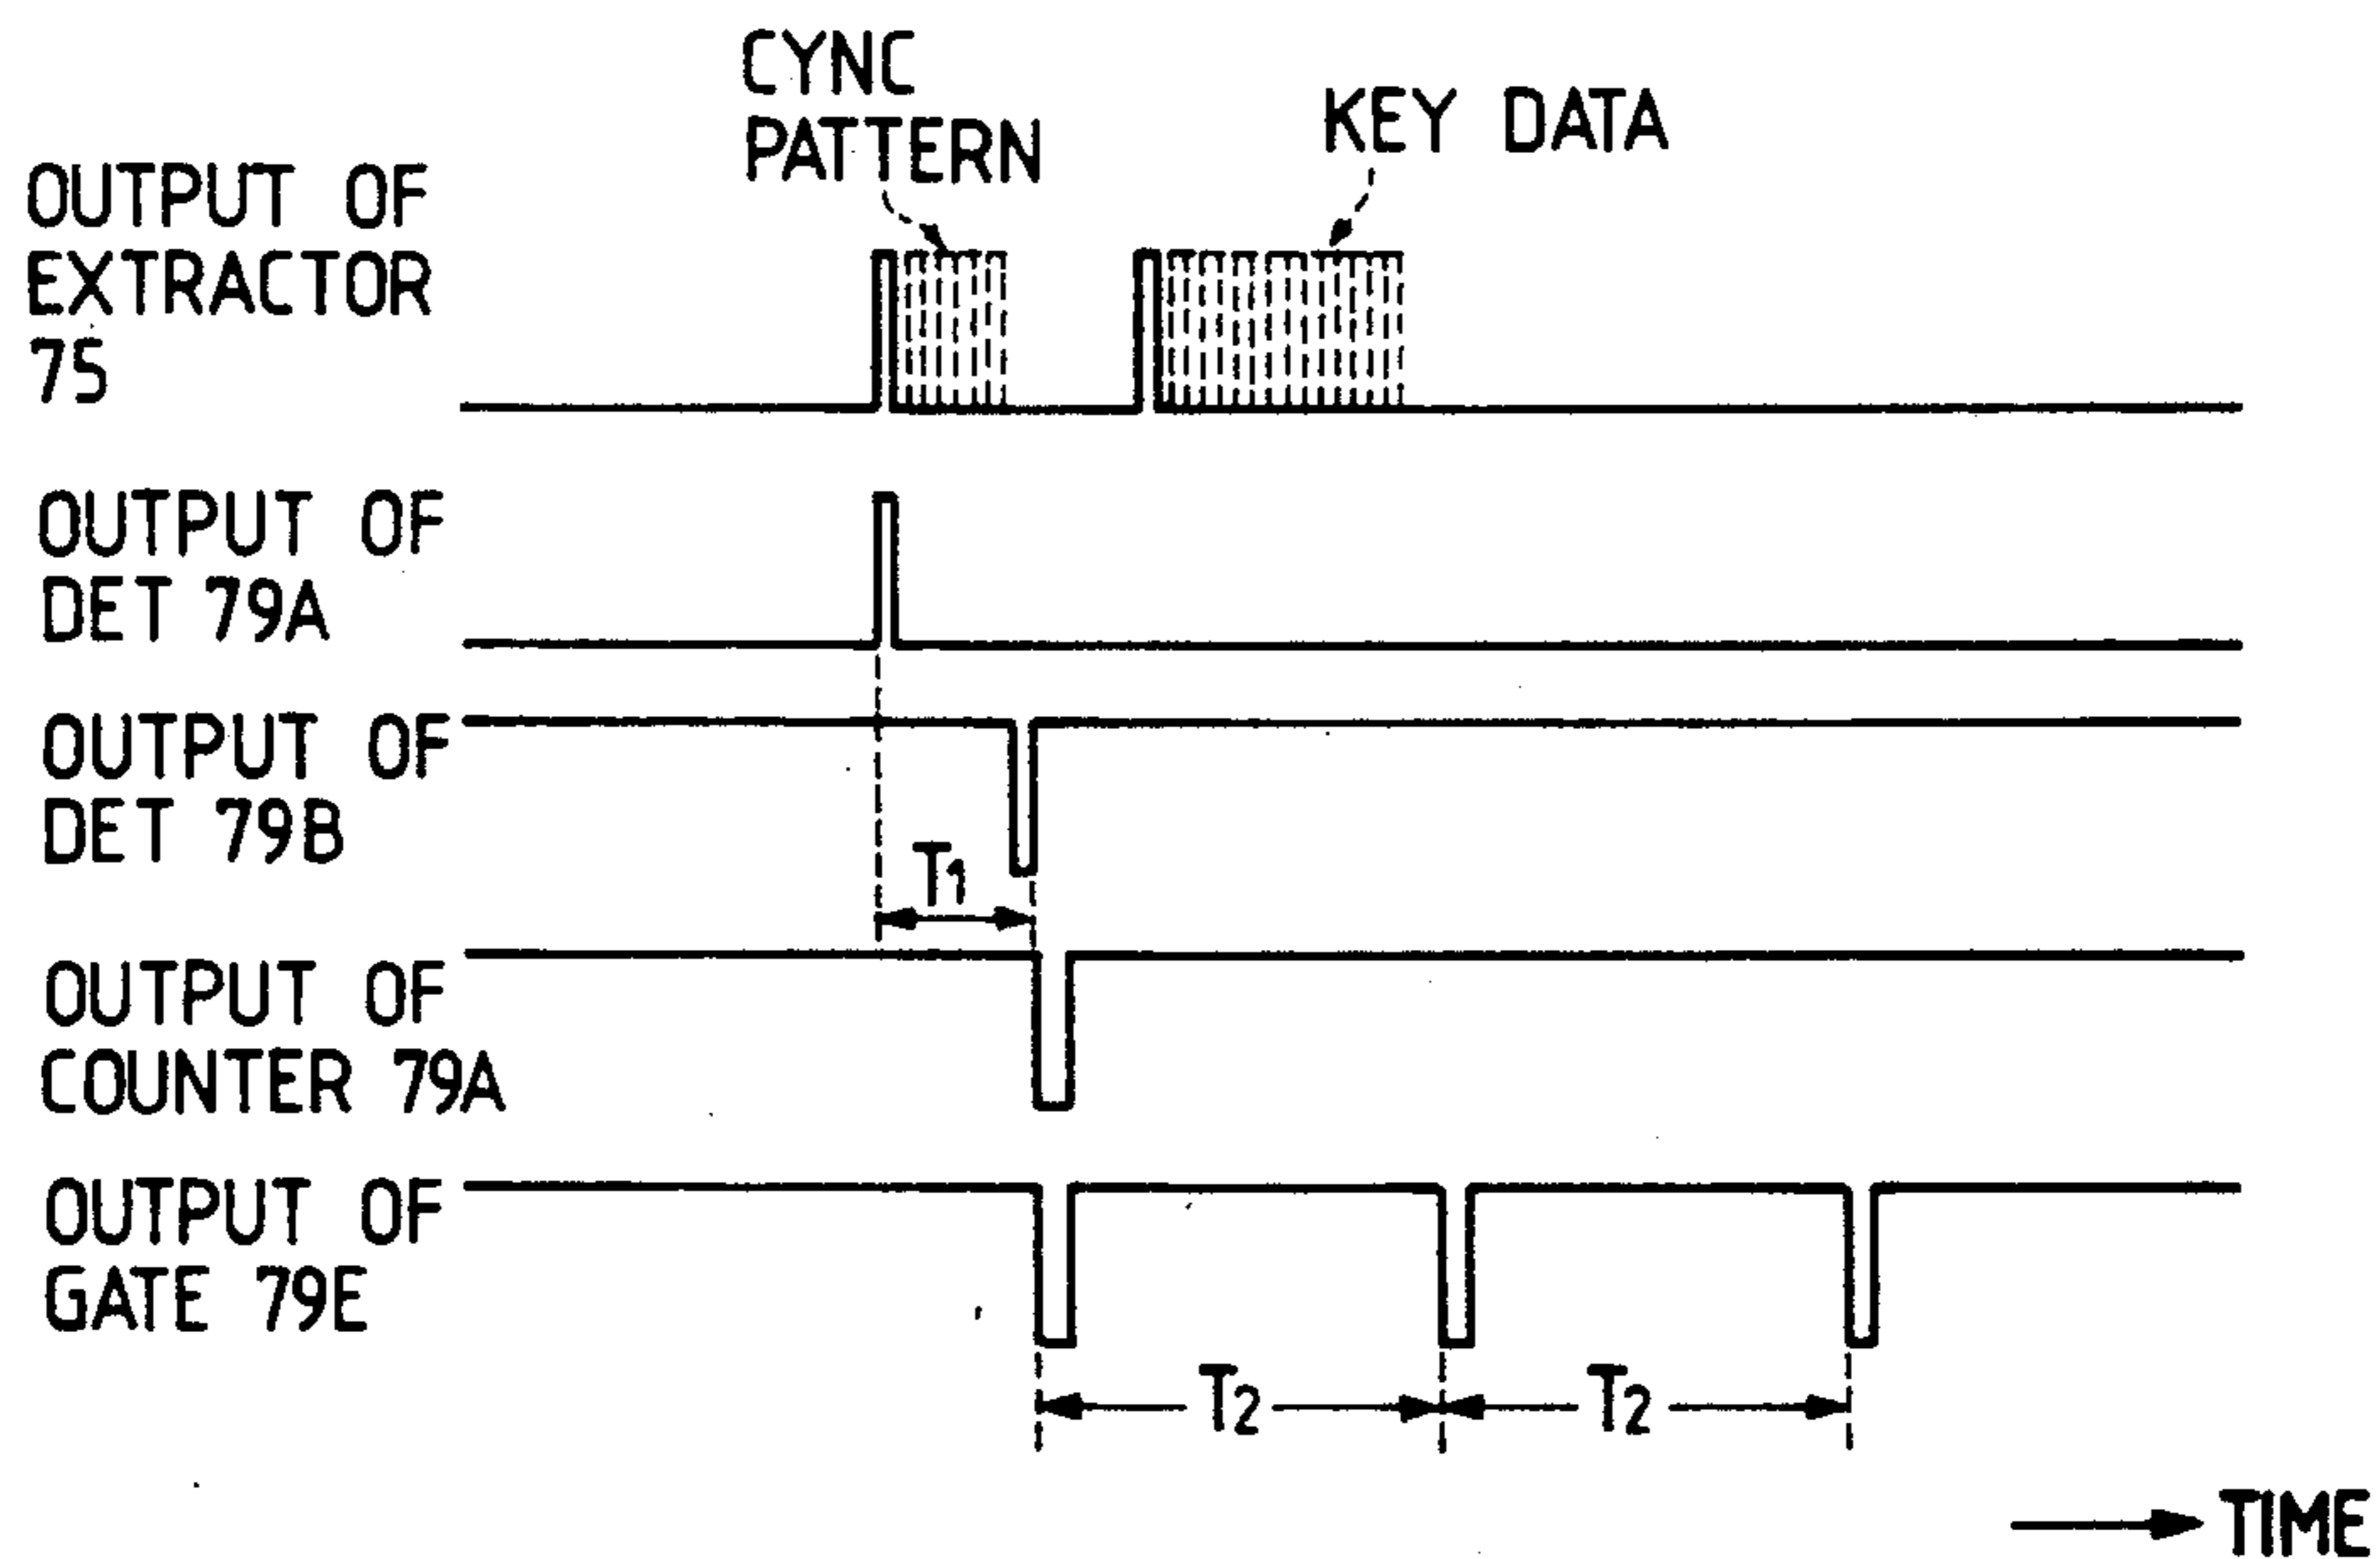 CYNC
PATTERN
KEY DATA
OUTPUT OF
EXTRACTOR
75
OUTPUT OF
DET 79A
OUTPUT OF
DET 79B
T1
OUTPUT OF
COUNTER 79A
OUTPUT OF
GATE 79E
T2
T2
TIME